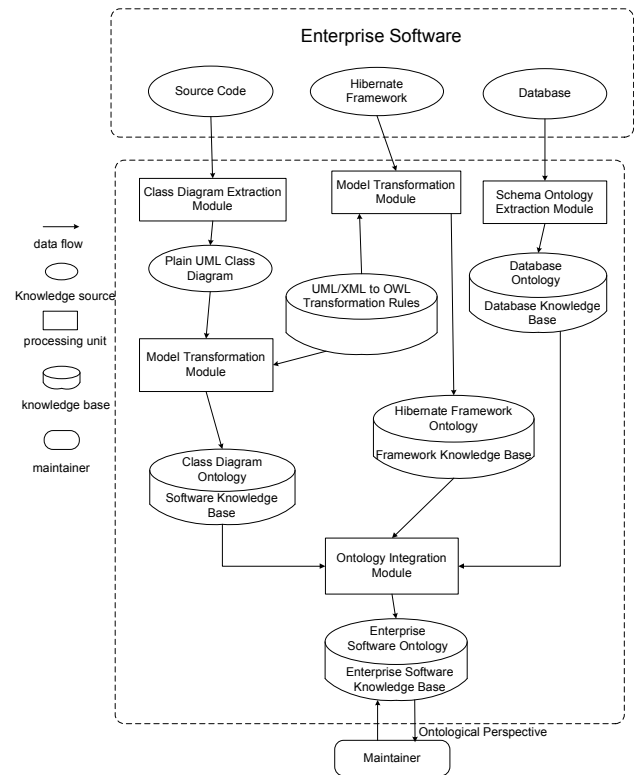 Enterprise Software
Source Code
Hibernate
Framework
Database
Class Diagram Extraction
Module
Model Transformation
Module
Schema Ontology
Extraction Module
data flow
Knowledge source
processing unit
knowledge base
maintainer
Plain UML Class
Diagram
UML/XML to OWL
Transformation Rules
Database
Ontology
Database Knowledge
Base
Model Transformation
Module
Hibernate Framework
Ontology
Framework Knowledge Base
Class Diagram
Ontology
Software Knowledge
Base
Ontology Integration
Module
Enterprise
Software Ontology
Enterprise Software
Knowledge Base
Ontological Perspective
Maintainer